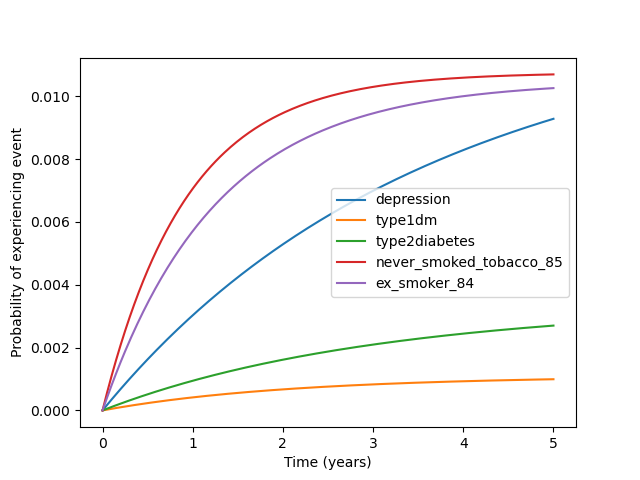 0.010
0.008
0.006
0.004
0.002
0.000
Probability of experiencing event
depression
type1dm
type2diabetes
never_smoked_tobacco_85
ex_smoker_84
0 1 2 3 4 5
Time (years)